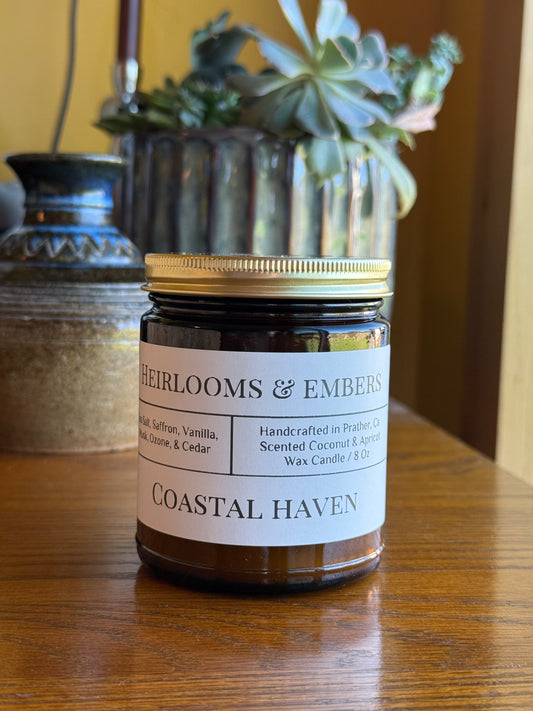 HEIRLOOMS & EMBERS
Salt, Saffron, Vanilla,
Ozone, & Cedar
Handcrafted in Prather, Ca
Scented Coconut & Apricot
Wax Candle / 8 Oz
COASTAL HAVEN